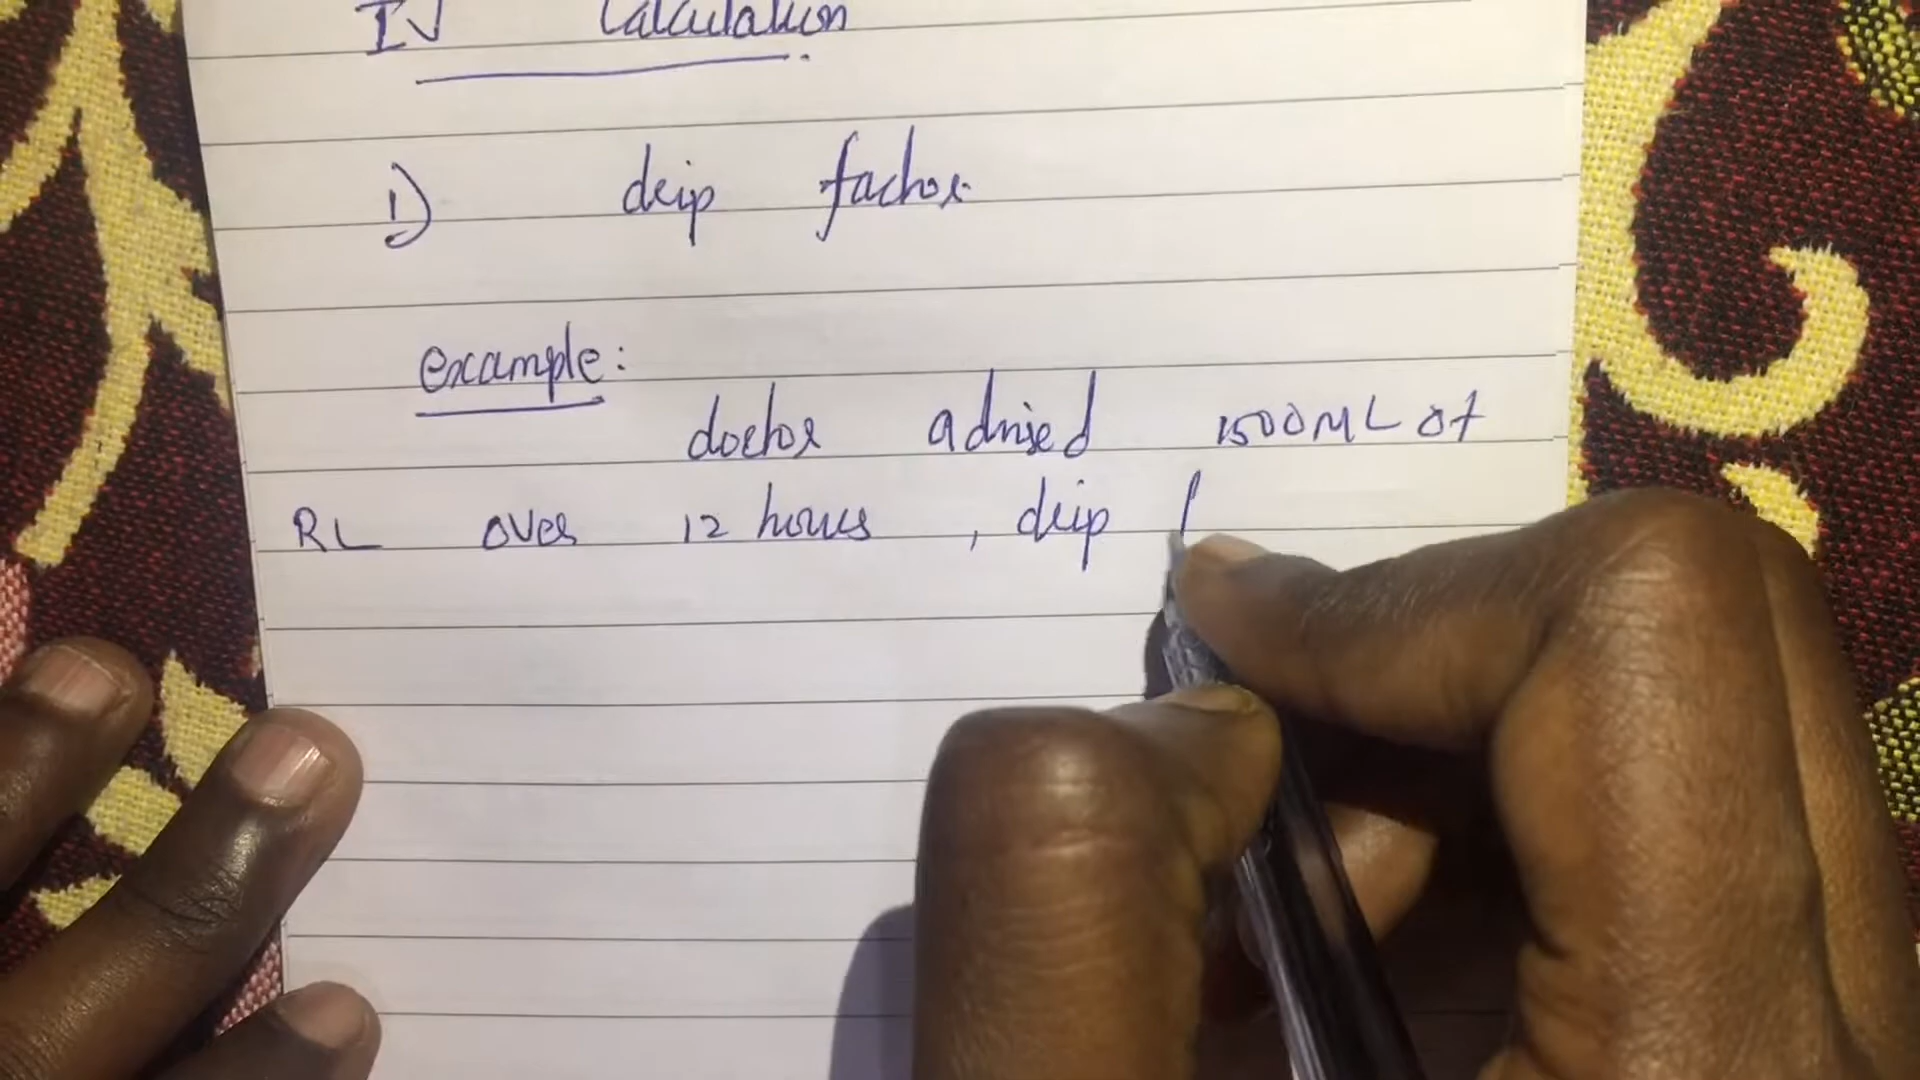 IV Calculation
1) drip factor
example:
doctor advised 1500ML of
RL over 12 hours , drip f